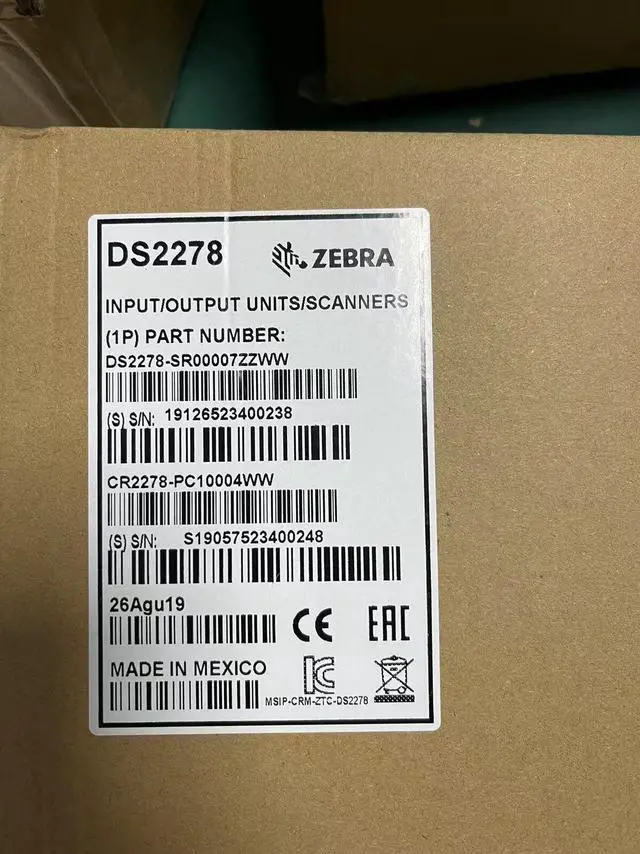 DS2278
ZEBRA
INPUT/OUTPUT UNITS/SCANNERS
(1P) PART NUMBER:
DS2278-SR00007ZZWW
(S) S/N: 19126523400238
CR2278-PC10004WW
(S) S/N: S19057523400248
26Agu19
CE EAC
MADE IN MEXICO
MSIP-CRM-ZTC-DS2278